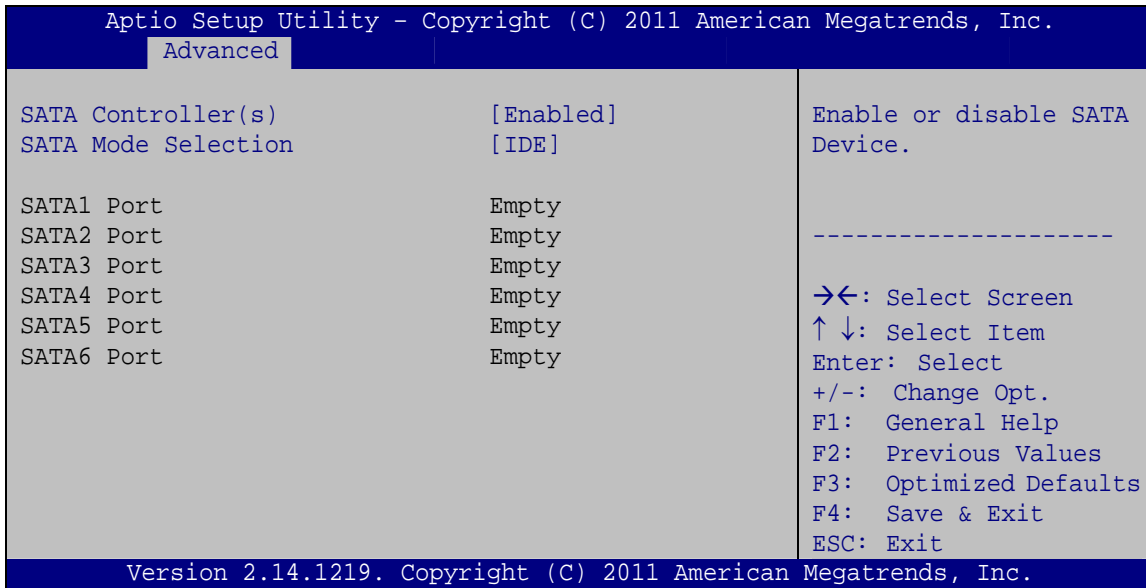 Aptio Setup Utility – Copyright (C) 2011 American Megatrends, Inc.
Advanced
SATA Controller(s) [Enabled]
SATA Mode Selection [IDE]
SATA1 Port Empty
SATA2 Port Empty
SATA3 Port Empty
SATA4 Port Empty
SATA5 Port Empty
SATA6 Port Empty
Enable or disable SATA
Device.
---------------------
→←: Select Screen
↑ ↓: Select Item
Enter: Select
+/-: Change Opt.
F1: General Help
F2: Previous Values
F3: Optimized Defaults
F4: Save & Exit
ESC: Exit
Version 2.14.1219. Copyright (C) 2011 American Megatrends, Inc.